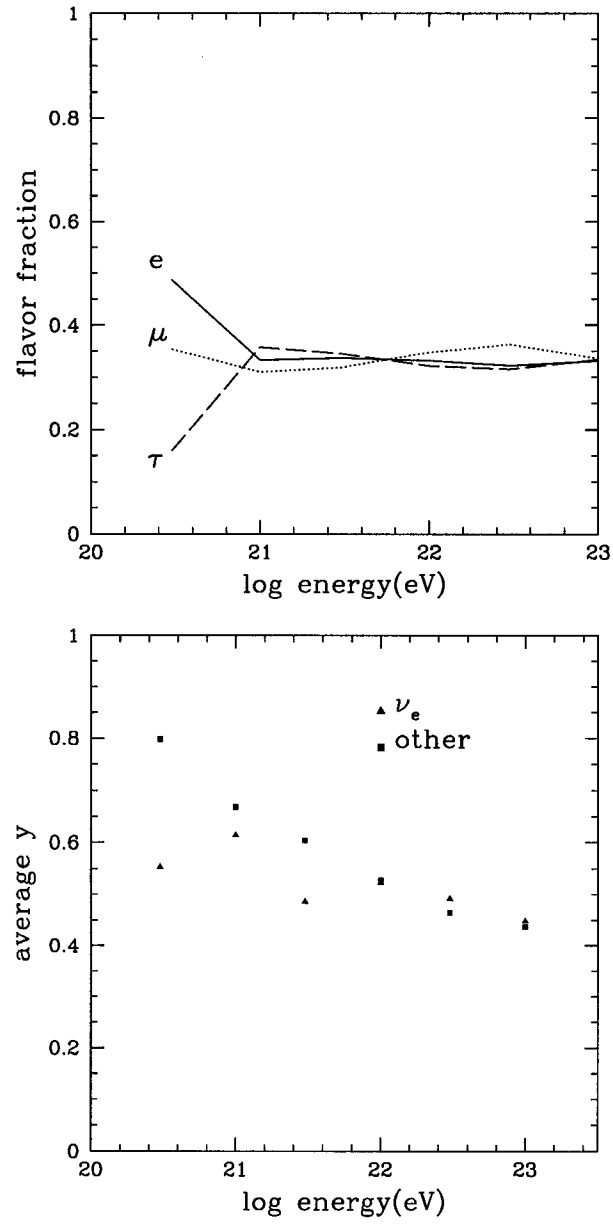 1
0.8
0.6
0.4
0.2
0
flavor fraction
e
μ
τ
20 21 22 23
log energy(eV)
1
0.8
0.6
0.4
0.2
0
average y
▲ ν_e
■ other
20 21 22 23
log energy(eV)